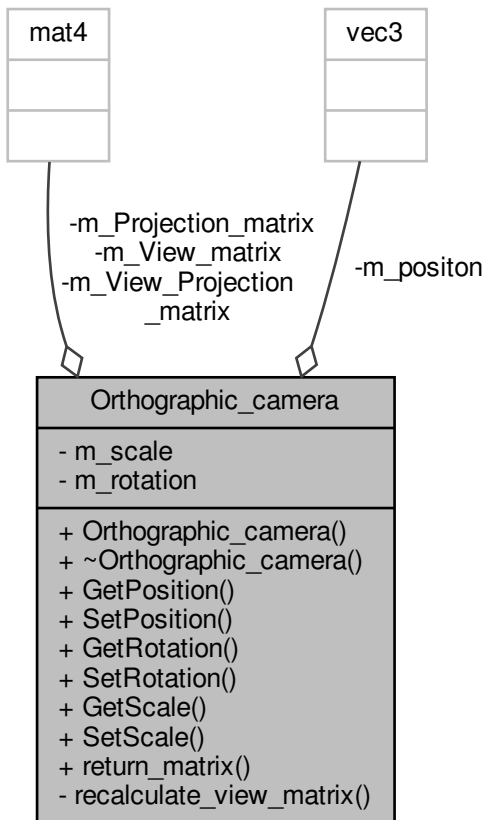 mat4
vec3
-m_Projection_matrix
-m_View_matrix
-m_View_Projection
_matrix
-m_positon
Orthographic_camera
- m_scale
- m_rotation
+ Orthographic_camera()
+ ~Orthographic_camera()
+ GetPosition()
+ SetPosition()
+ GetRotation()
+ SetRotation()
+ GetScale()
+ SetScale()
+ return_matrix()
- recalculate_view_matrix()